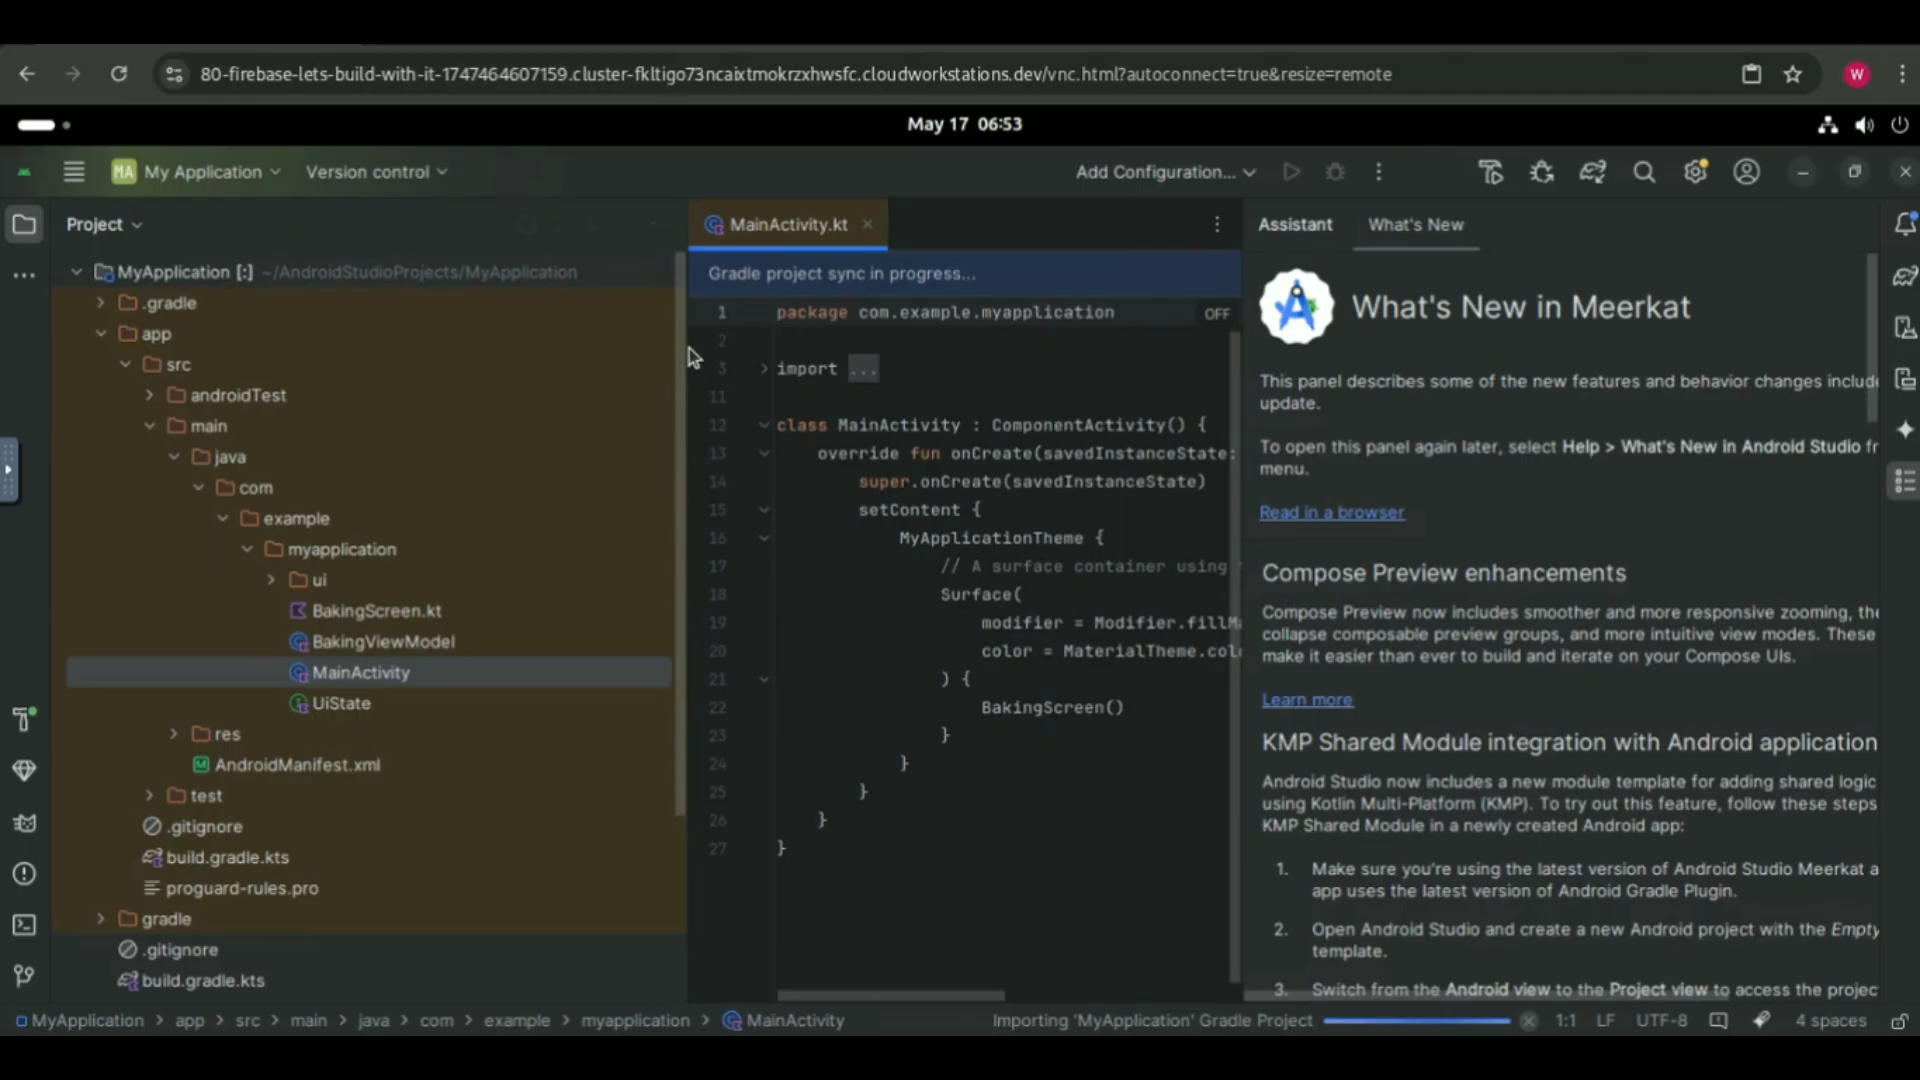 80-firebase-lets-build-with-it-1747464607159.cluster-fkltigo73ncaixtmokrzxhwsfc.cloudworkstations.dev/vnc.html?autoconnect=true&resize=remote
W
May 17 06:53
MA My Application
Version control
Add Configuration...
Project
MyApplication [:] ~/AndroidStudioProjects/MyApplication
.gradle
app
src
androidTest
main
java
com
example
myapplication
ui
BakingScreen.kt
BakingViewModel
MainActivity
UiState
res
AndroidManifest.xml
test
.gitignore
build.gradle.kts
proguard-rules.pro
gradle
.gitignore
build.gradle.kts
MainActivity.kt
Gradle project sync in progress...
OFF
1 package com.example.myapplication
2
3 import ...
11
12 class MainActivity : ComponentActivity() {
13 override fun onCreate(savedInstanceState:
14 super.onCreate(savedInstanceState)
15 setContent {
16 MyApplicationTheme {
17 // A surface container using
18 Surface(
19 modifier = Modifier.fillM
20 color = MaterialTheme.col
21 ) {
22 BakingScreen()
23 }
24 }
25 }
26 }
27 }
Assistant What's New
What's New in Meerkat
This panel describes some of the new features and behavior changes includ
update.
To open this panel again later, select Help > What's New in Android Studio fr
menu.
Read in a browser
Compose Preview enhancements
Compose Preview now includes smoother and more responsive zooming, the
collapse composable preview groups, and more intuitive view modes. These
make it easier than ever to build and iterate on your Compose UIs.
Learn more
KMP Shared Module integration with Android application
Android Studio now includes a new module template for adding shared logic
using Kotlin Multi-Platform (KMP). To try out this feature, follow these steps
KMP Shared Module in a newly created Android app:
1. Make sure you're using the latest version of Android Studio Meerkat a
app uses the latest version of Android Gradle Plugin.
2. Open Android Studio and create a new Android project with the Empty
template.
3. Switch from the Android view to the Project view to access the projec
MyApplication > app > src > main > java > com > example > myapplication > MainActivity
Importing 'MyApplication' Gradle Project
1:1 LF UTF-8 4 spaces